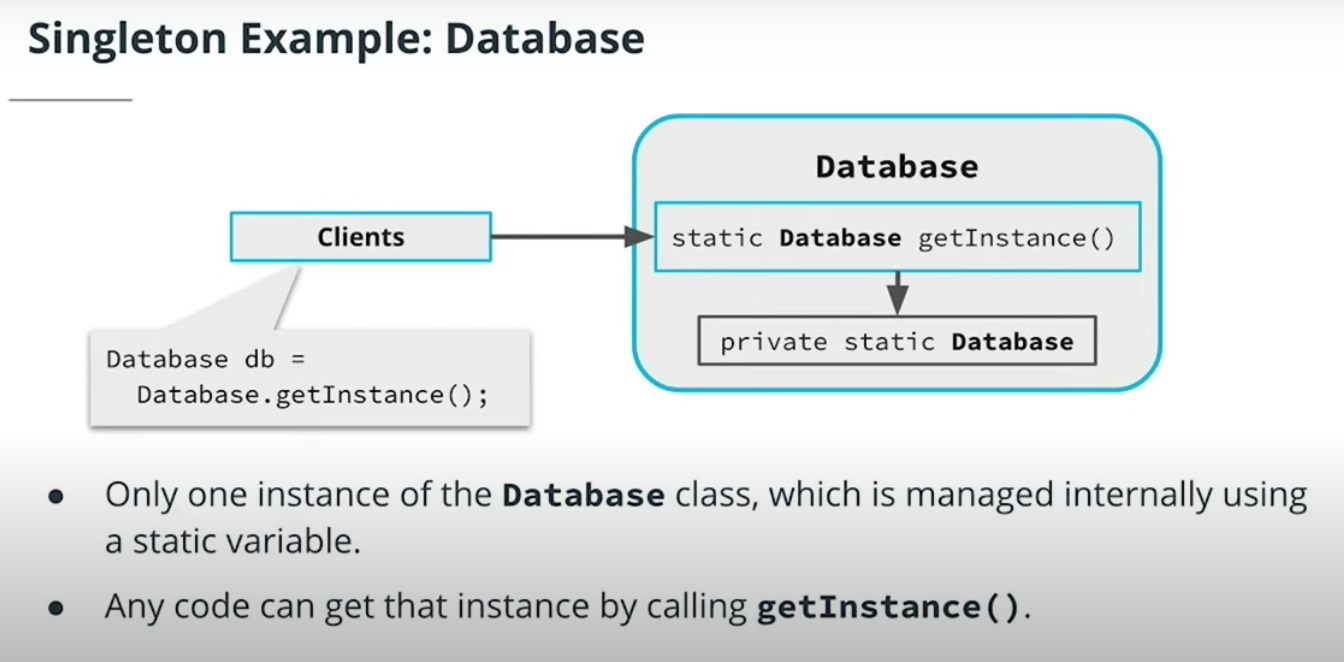 Singleton Example: Database
Database
Clients
static Database getInstance()
private static Database
Database db =
Database.getInstance();
● Only one instance of the Database class, which is managed internally using
a static variable.
● Any code can get that instance by calling getInstance().